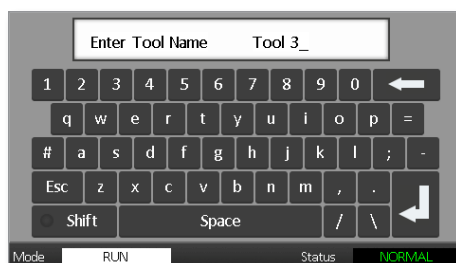 Enter Tool Name Tool 3_
1 2 3 4 5 6 7 8 9 0
q w e r t y u i o p =
# a s d f g h j k l ; -
Esc z x c v b n m , .
Shift Space / \
Mode RUN Status NORMAL